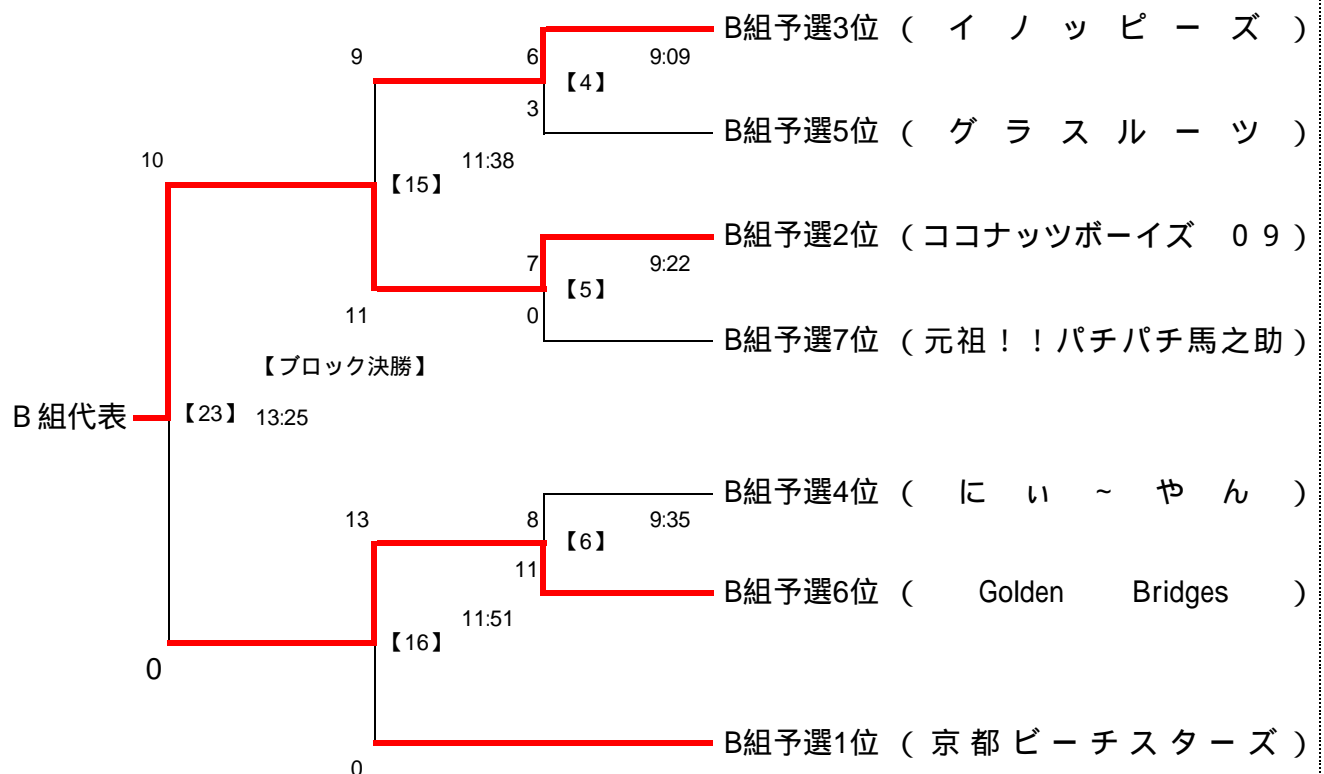 B組予選3位 ( イノッピーズ )
9 6 9:09
【4】
3
B組予選5位 ( グラスルーツ )
10 11:38
【15】
B組予選2位 (ココナッツボーイズ 09)
7 9:22
【5】
11 0
B組予選7位 (元祖!!パチパチ馬之助)
【ブロック決勝】
B組代表 【23】 13:25
B組予選4位 ( にぃ~やん )
13 8 9:35
【6】
11
B組予選6位 ( Golden Bridges )
11:51
【16】
0
B組予選1位 (京都ビーチスターズ)
0